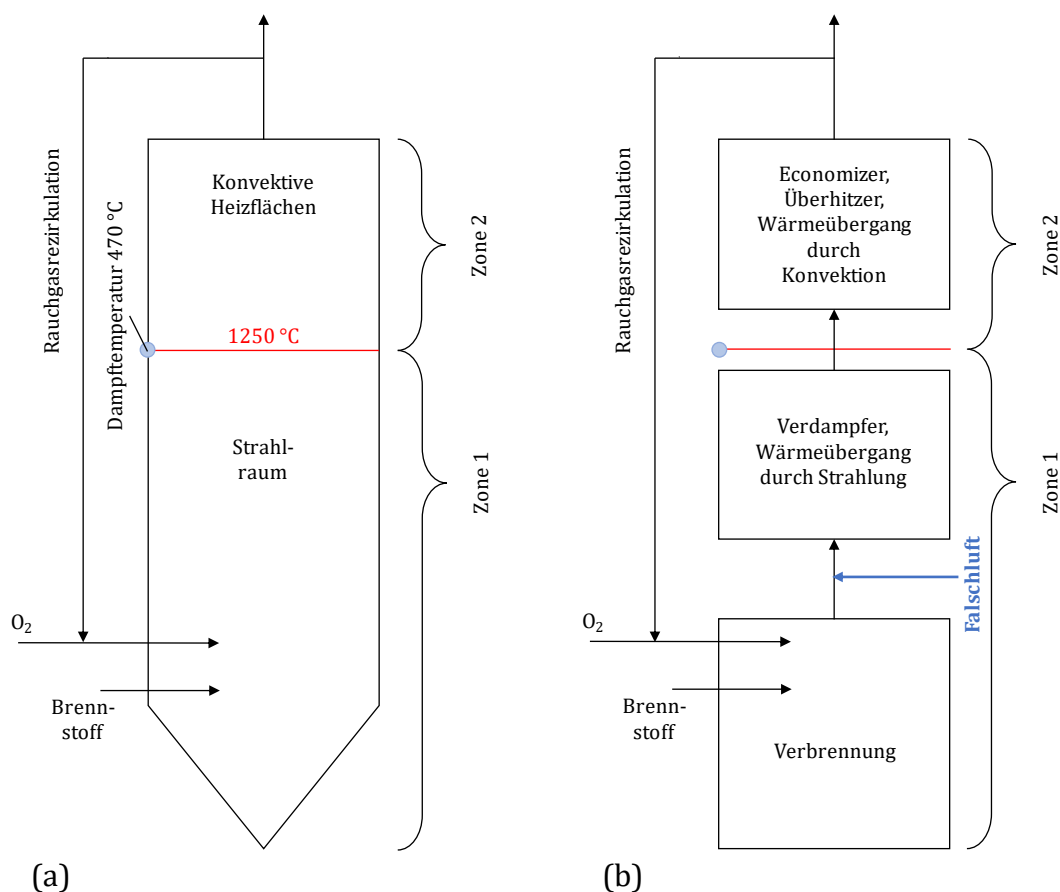 Rauchgasrezirkulation
Dampftemperatur 470 °C
Konvektive
Heizflächen
Zone 2
1250 °C
Strahl-
raum
Zone 1
O₂
Brenn-
stoff
(a)
Rauchgasrezirkulation
Economizer,
Überhitzer,
Wärmeübergang
durch
Konvektion
Zone 2
Verdampfer,
Wärmeübergang
durch Strahlung
Zone 1
Falschluft
O₂
Brenn-
stoff
Verbrennung
(b)